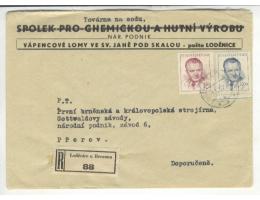 Továrna na sodu,
SPOLEK PRO CHEMICKOU A HUTNÍ VÝROBU
NÁR. PODNIK
VÁPENCOVÉ LOMY VE SV. JANĚ POD SKALOU - pošta LODĚNICE
P.T.
První brněnská a královopolská strojírna,
Gottwaldovy závody,
národní podnik, závod 6,
Přerov.
R
Loděnice u Berouna
88
Doporučeně.